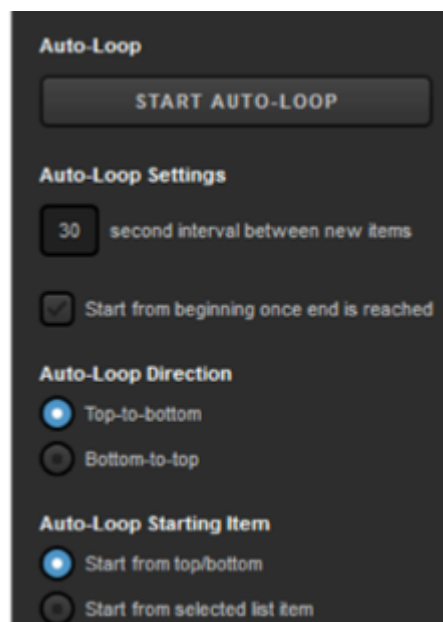 Auto-Loop
START AUTO-LOOP
Auto-Loop Settings
30 second interval between new items
Start from beginning once end is reached
Auto-Loop Direction
Top-to-bottom
Bottom-to-top
Auto-Loop Starting Item
Start from top/bottom
Start from selected list item